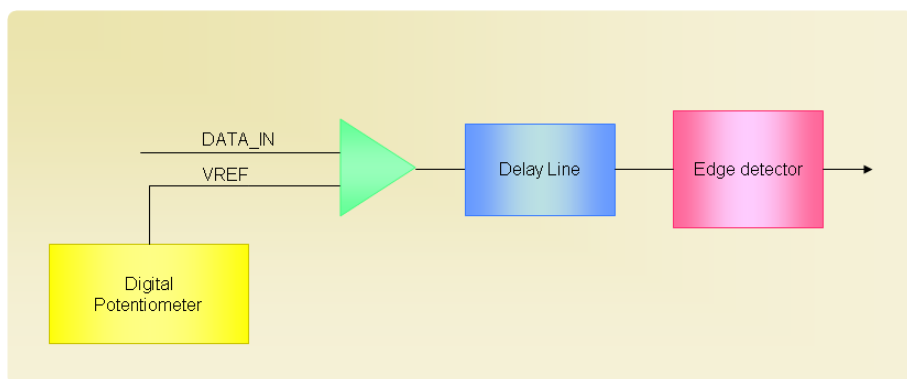 DATA_IN
VREF
Delay Line
Edge detector
Digital
Potentiometer